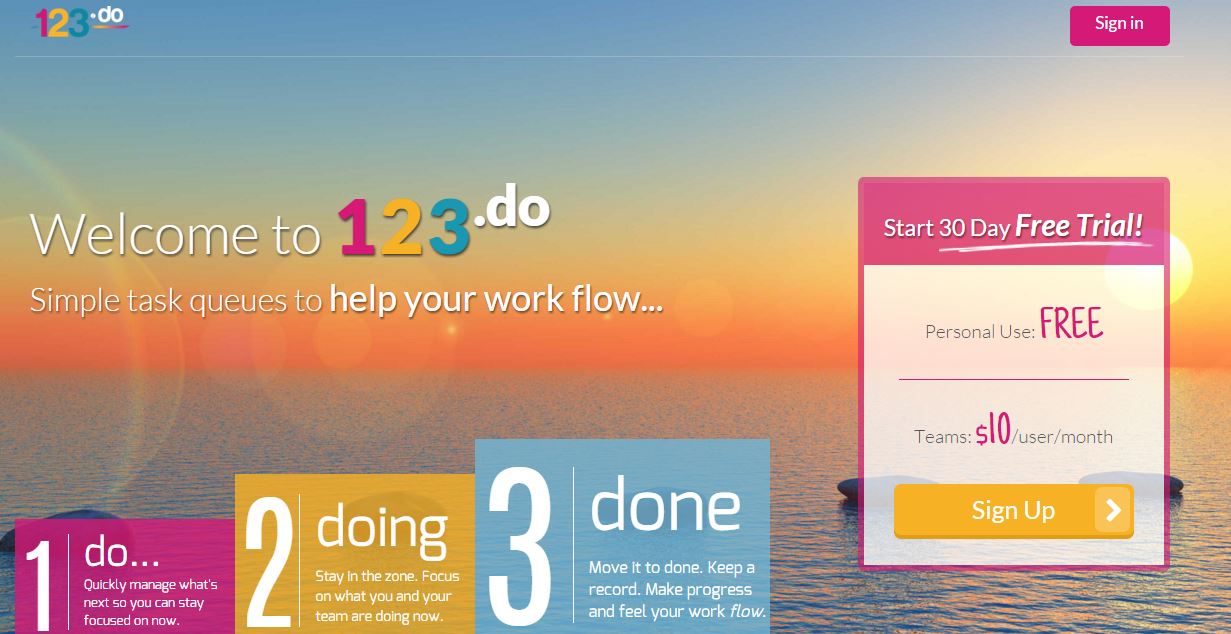 123.do
Sign in
Welcome to 123.do
Simple task queues to help your work flow...
Start 30 Day Free Trial!
Personal Use: FREE
Teams: $10/user/month
Sign Up
1
do...
Quickly manage what's
next so you can stay
focused on now.
2
doing
Stay in the zone. Focus
on what you and your
team are doing now.
3
done
Move it to done. Keep a
record. Make progress
and feel your work flow.